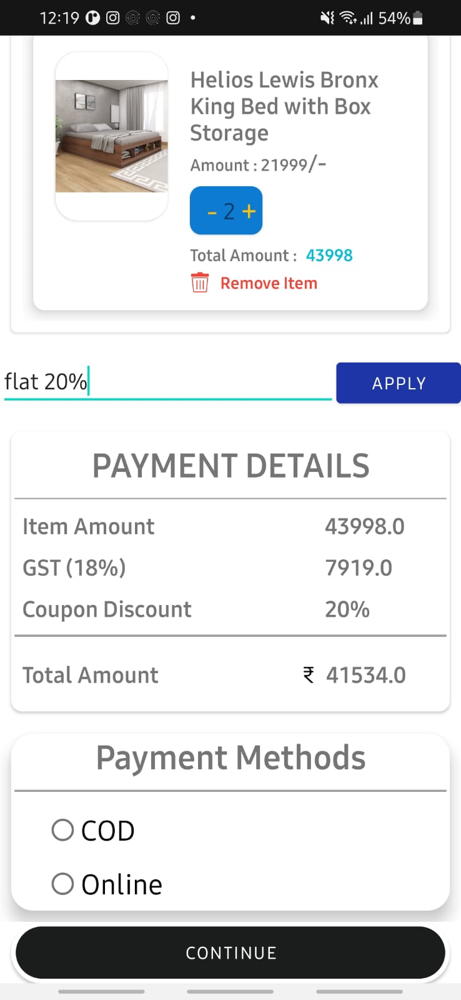 12:19 54%
Helios Lewis Bronx
King Bed with Box
Storage
Amount : 21999/-
- 2 +
Total Amount : 43998
Remove Item
flat 20%
APPLY
PAYMENT DETAILS
Item Amount 43998.0
GST (18%) 7919.0
Coupon Discount 20%
Total Amount ₹ 41534.0
Payment Methods
COD
Online
CONTINUE